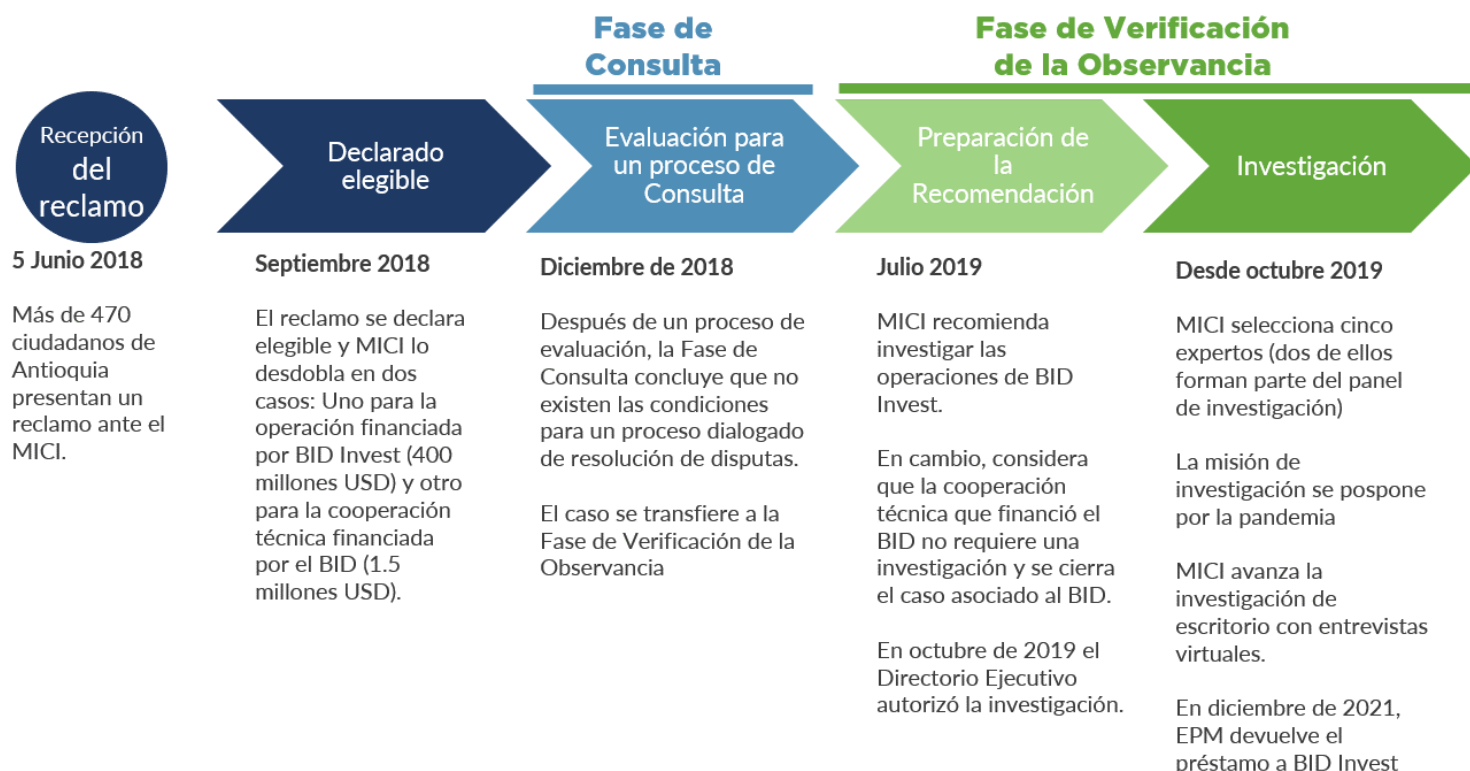 Fase de
Consulta
Fase de Verificación
de la Observancia
Recepción
del
reclamo
Declarado
elegible
Evaluación para
un proceso de
Consulta
Preparación de
la
Recomendación
Investigación
5 Junio 2018
Más de 470
ciudadanos de
Antioquia
presentan un
reclamo ante el
MICI.
Septiembre 2018
El reclamo se declara
elegible y MICI lo
desdobla en dos
casos: Uno para la
operación financiada
por BID Invest (400
millones USD) y otro
para la cooperación
técnica financiada
por el BID (1.5
millones USD).
Diciembre de 2018
Después de un proceso de
evaluación, la Fase de
Consulta concluye que no
existen las condiciones
para un proceso dialogado
de resolución de disputas.
El caso se transfiere a la
Fase de Verificación de la
Observancia
Julio 2019
MICI recomienda
investigar las
operaciones de BID
Invest.
En cambio, considera
que la cooperación
técnica que financió el
BID no requiere una
investigación y se cierra
el caso asociado al BID.
En octubre de 2019 el
Directorio Ejecutivo
autorizó la investigación.
Desde octubre 2019
MICI selecciona cinco
expertos (dos de ellos
forman parte del panel
de investigación)
La misión de
investigación se pospone
por la pandemia
MICI avanza la
investigación de
escritorio con entrevistas
virtuales.
En diciembre de 2021,
EPM devuelve el
préstamo a BID Invest